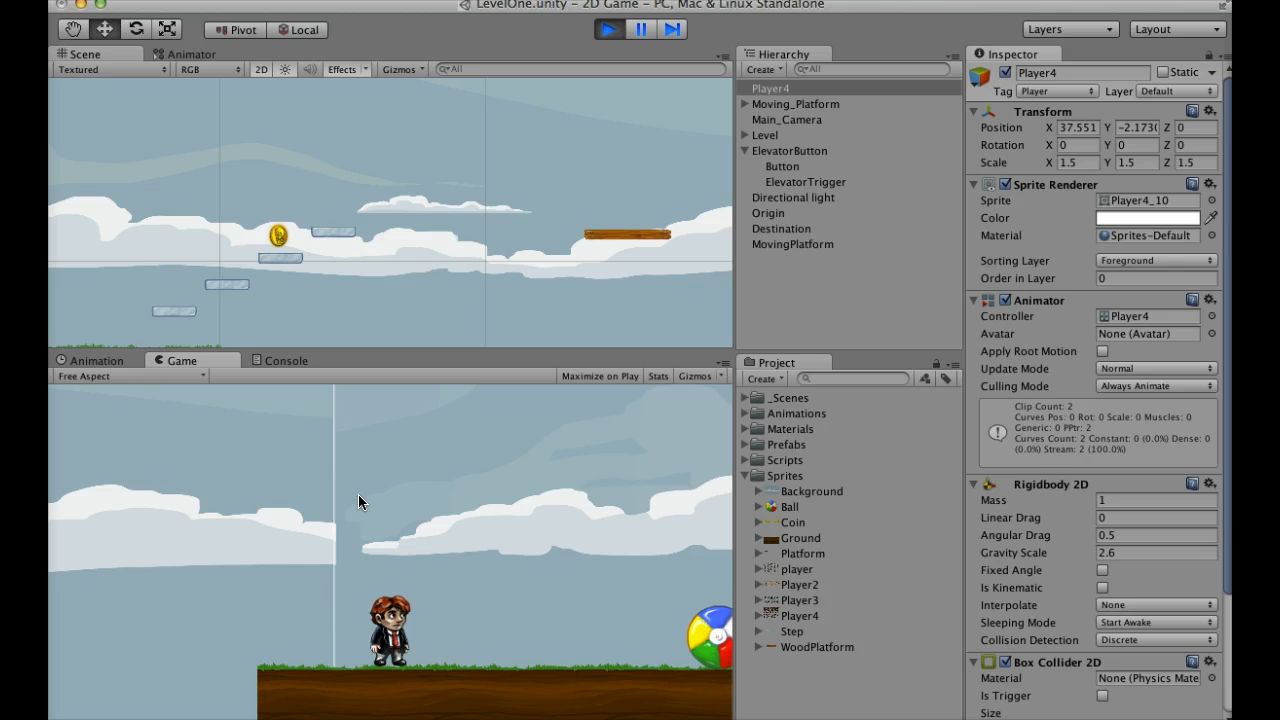 LevelOne.unity - 2D Game - PC, Mac & Linux Standalone
Pivot Local Layers Layout
Scene Animator
Textured RGB 2D Effects Gizmos All
Animation Game Console
Free Aspect Maximize on Play Stats Gizmos
Hierarchy
Create All
Player4
Moving_Platform
Main_Camera
Level
ElevatorButton
Button
ElevatorTrigger
Directional light
Origin
Destination
MovingPlatform
Project
Create
_Scenes
Animations
Materials
Prefabs
Scripts
Sprites
Background
Ball
Coin
Ground
Platform
player
Player2
Player3
Player4
Step
WoodPlatform
Inspector
Player4 Static
Tag Player Layer Default
Transform
Position X 37.551 Y -2.173( Z 0
Rotation X 0 Y 0 Z 0
Scale X 1.5 Y 1.5 Z 1.5
Sprite Renderer
Sprite Player4_10
Color
Material Sprites-Default
Sorting Layer Foreground
Order in Layer 0
Animator
Controller Player4
Avatar None (Avatar)
Apply Root Motion
Update Mode Normal
Culling Mode Always Animate
Clip Count: 2
Curves Pos: 0 Rot: 0 Scale: 0 Muscles: 0
Generic: 0 PPtr: 2
Curves Count: 2 Constant: 0 (0.0%) Dense: 0
(0.0%) Stream: 2 (100.0%)
Rigidbody 2D
Mass 1
Linear Drag 0
Angular Drag 0.5
Gravity Scale 2.6
Fixed Angle
Is Kinematic
Interpolate None
Sleeping Mode Start Awake
Collision Detection Discrete
Box Collider 2D
Material None (Physics Mate
Is Trigger
Size